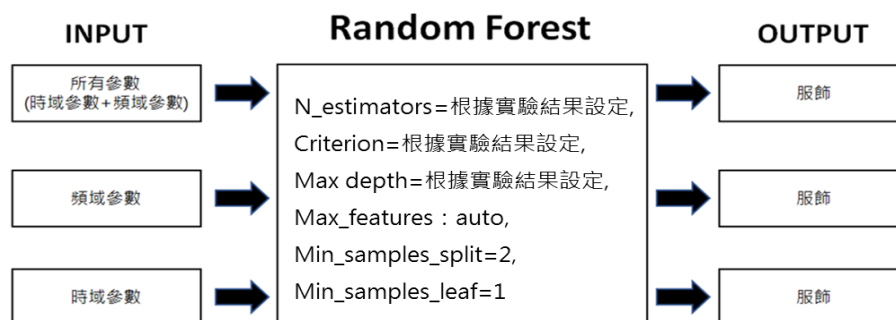 INPUT
Random Forest
OUTPUT
所有參數
(時域參數+頻域參數)
頻域參數
時域參數
N_estimators=根據實驗結果設定,
Criterion=根據實驗結果設定,
Max depth=根據實驗結果設定,
Max_features：auto,
Min_samples_split=2,
Min_samples_leaf=1
服飾
服飾
服飾